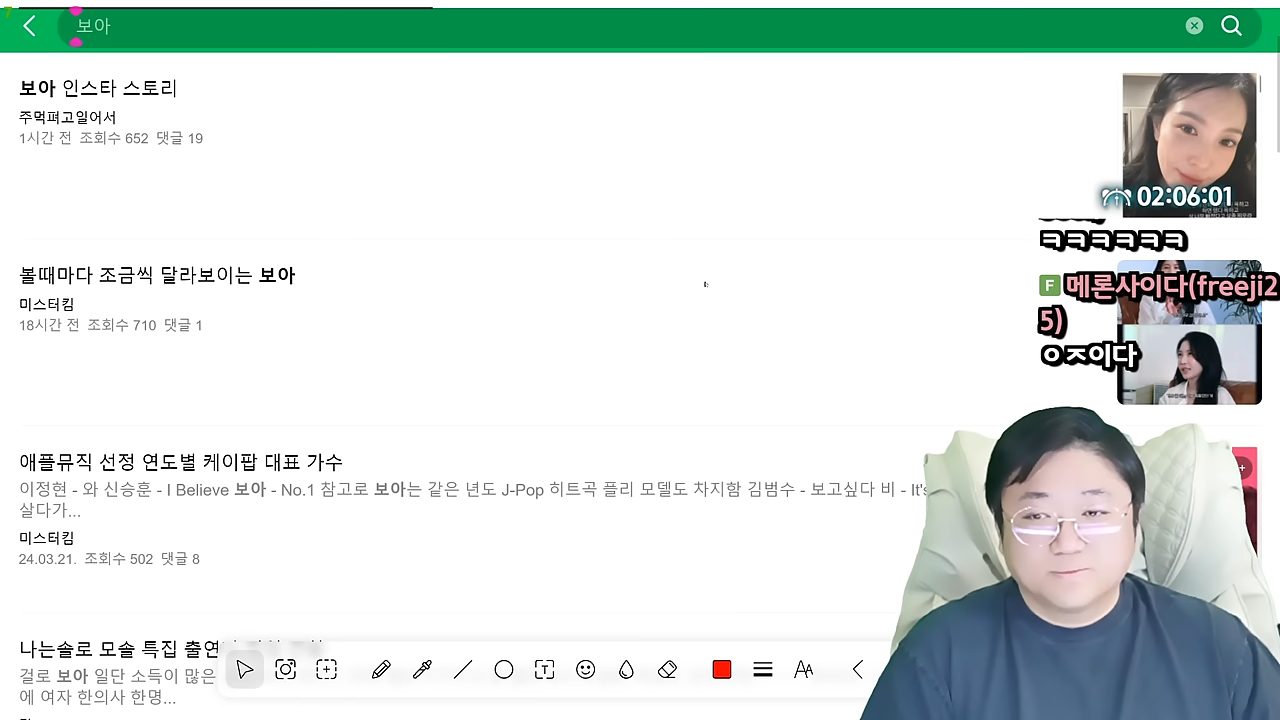 보아
보아 인스타 스토리
주먹펴고일어서
1시간 전 조회수 652 댓글 19
02:06:01
ㅋㅋㅋㅋㅋㅋ
볼때마다 조금씩 달라보이는 보아
미스터킴
18시간 전 조회수 710 댓글 1
F 메론사이다(freeji2
5)
ㅇㅈ이다
애플뮤직 선정 연도별 케이팝 대표 가수
이정현 - 와 신승훈 - I Believe 보아 - No.1 참고로 보아는 같은 년도 J-Pop 히트곡 플리 모델도 차지함 김범수 - 보고싶다 비 - It's
살다가...
미스터킴
24.03.21. 조회수 502 댓글 8
나는솔로 모솔 특집
걸로 보아 일단 소득이 많은
에 여자 한의사 한명...